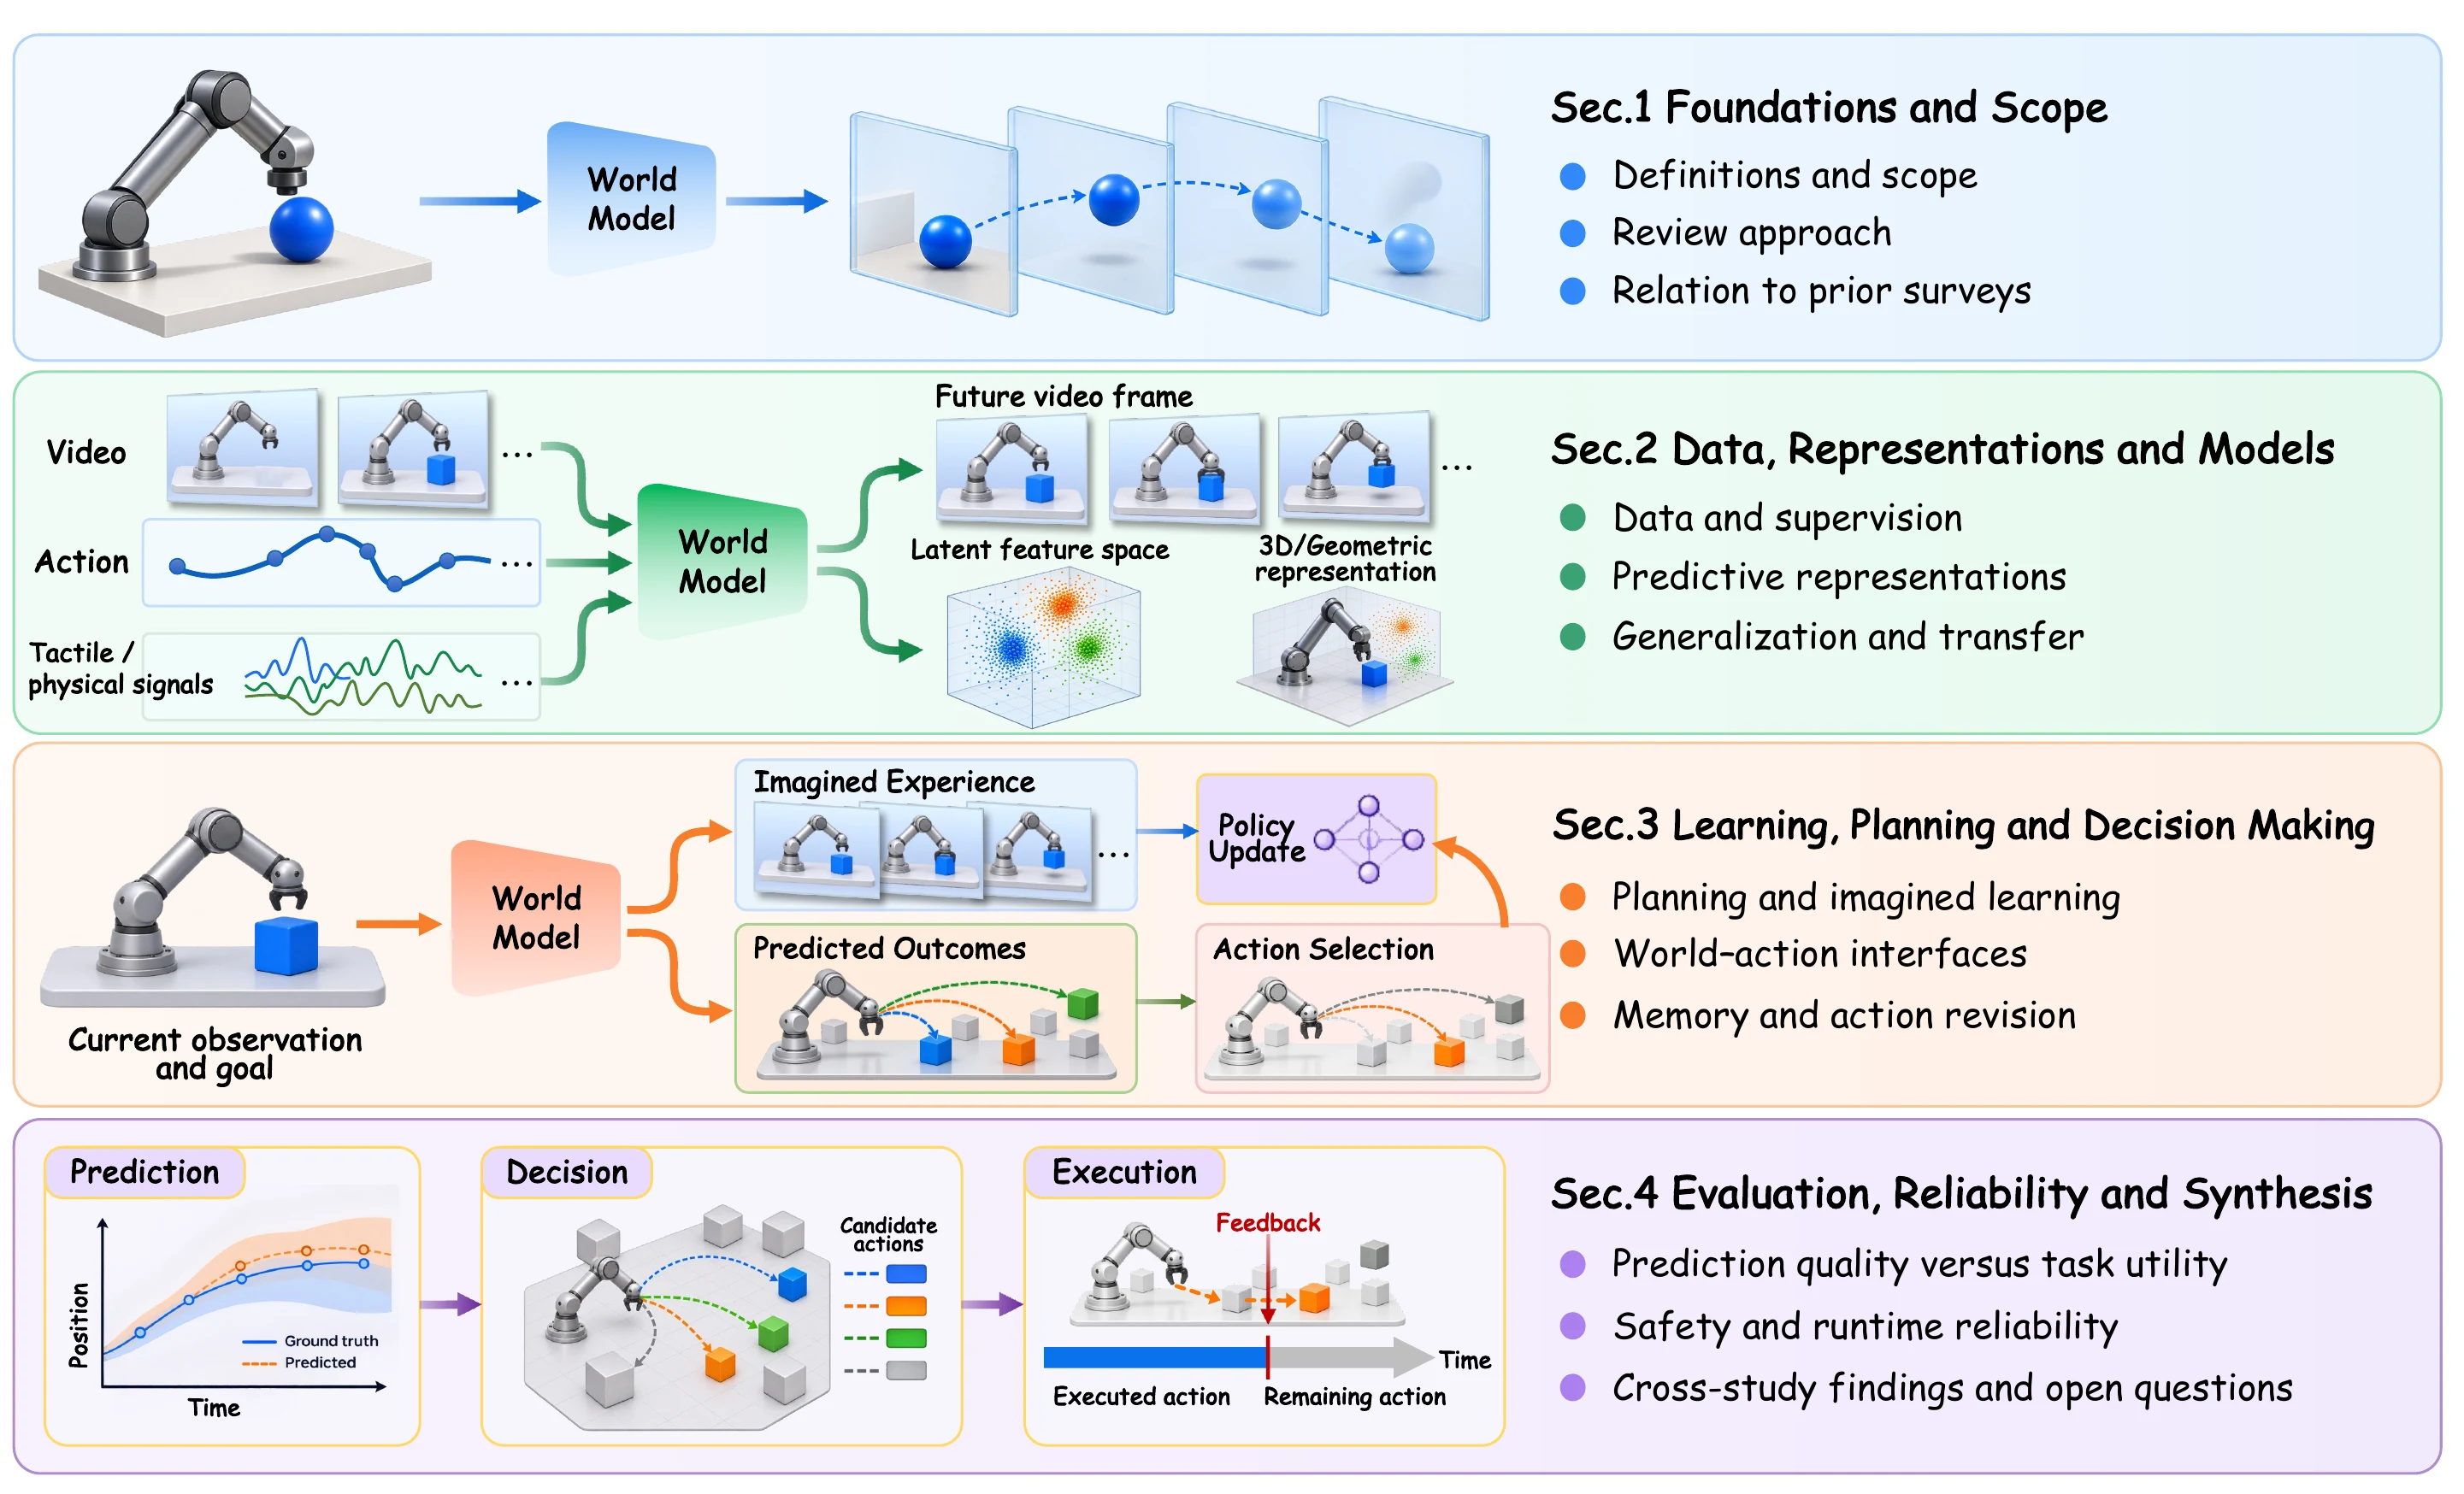 World
Model
Sec.1 Foundations and Scope
Definitions and scope
Review approach
Relation to prior surveys
Video
...
Action
...
Tactile /
physical signals
...
World
Model
Future video frame
...
Latent feature space
3D/Geometric
representation
Sec.2 Data, Representations and Models
Data and supervision
Predictive representations
Generalization and transfer
Current observation
and goal
World
Model
Imagined Experience
...
Policy
Update
Predicted Outcomes
Action Selection
Sec.3 Learning, Planning and Decision Making
Planning and imagined learning
World-action interfaces
Memory and action revision
Prediction
Position
Ground truth
Predicted
Time
Decision
Candidate
actions
Execution
Feedback
Time
Executed action
Remaining action
Sec.4 Evaluation, Reliability and Synthesis
Prediction quality versus task utility
Safety and runtime reliability
Cross-study findings and open questions